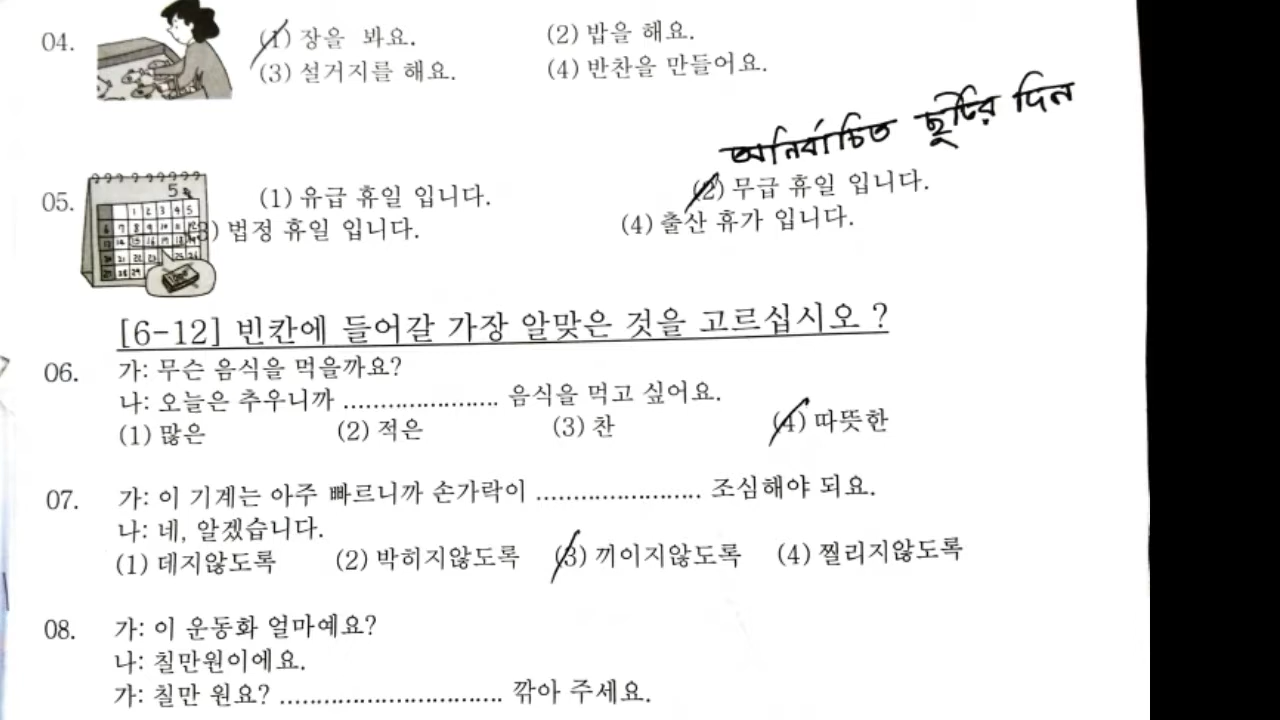 04. (1) 장을 봐요. (2) 밥을 해요.
(3) 설거지를 해요. (4) 반찬을 만들어요.
অনির্বাচিত ছুটির দিন
05. (1) 유급 휴일 입니다. (2) 무급 휴일 입니다.
(3) 법정 휴일 입니다. (4) 출산 휴가 입니다.
[6-12] 빈칸에 들어갈 가장 알맞은 것을 고르십시오 ?
06. 가: 무슨 음식을 먹을까요?
나: 오늘은 추우니까 ..................... 음식을 먹고 싶어요.
(1) 많은 (2) 적은 (3) 찬 (4) 따뜻한
07. 가: 이 기계는 아주 빠르니까 손가락이 ....................... 조심해야 되요.
나: 네, 알겠습니다.
(1) 데지않도록 (2) 박히지않도록 (3) 끼이지않도록 (4) 찔리지않도록
08. 가: 이 운동화 얼마예요?
나: 칠만원이에요.
가: 칠만 원요? .............................. 깎아 주세요.